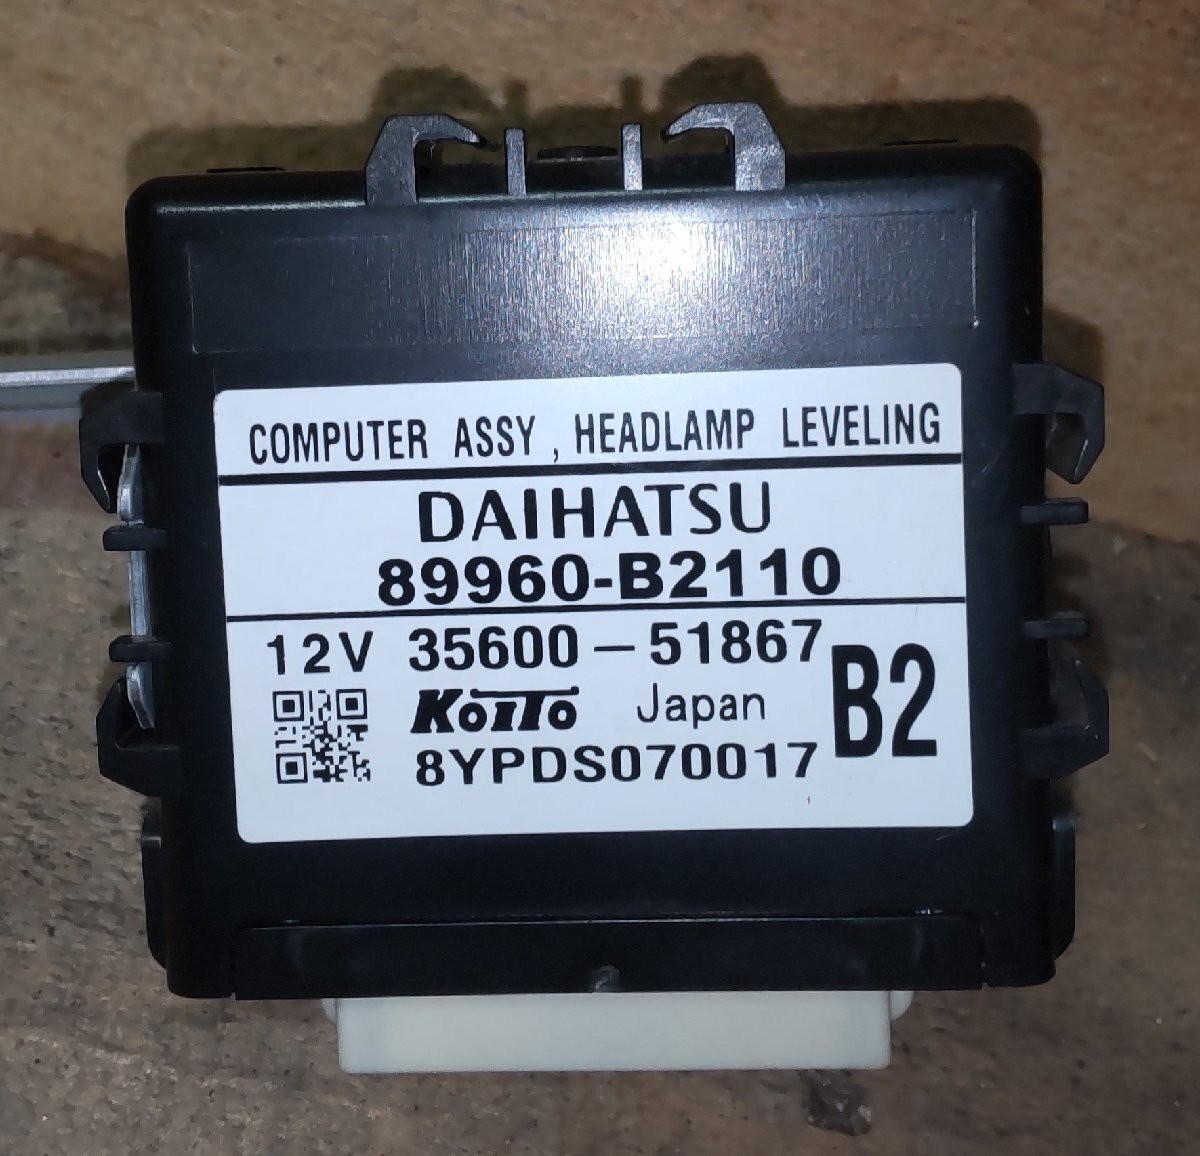 COMPUTER ASSY , HEADLAMP LEVELING
DAIHATSU
89960-B2110
12V 35600-51867
KoITo Japan B2
8YPDS070017